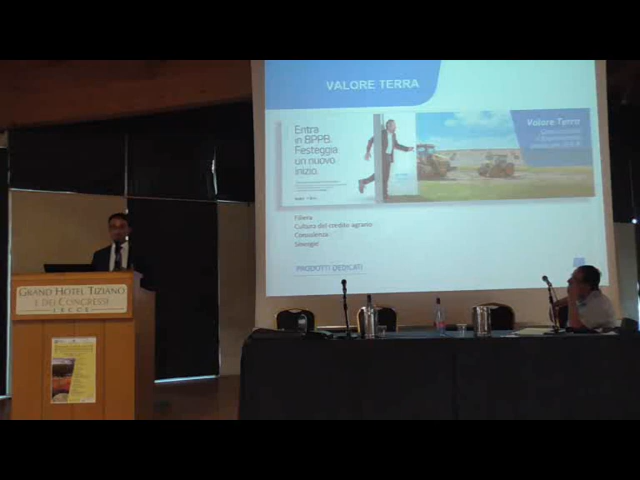 VALORE TERRA
Entra
in BPPB.
Festeggia
un nuovo
inizio.
Valore Terra
Filiera
Cultura del credito agrario
Consulenza
Sinergie
PRODOTTI DEDICATI
GRAND HOTEL TIZIANO
E DEI CONGRESSI
LECCE